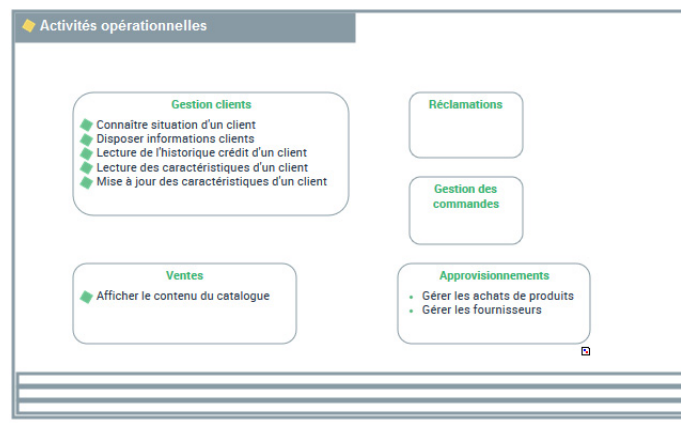 Activités opérationnelles
Gestion clients
Connaître situation d'un client
Disposer informations clients
Lecture de l'historique crédit d'un client
Lecture des caractéristiques d'un client
Mise à jour des caractéristiques d'un client
Réclamations
Gestion des
commandes
Ventes
Afficher le contenu du catalogue
Approvisionnements
Gérer les achats de produits
Gérer les fournisseurs